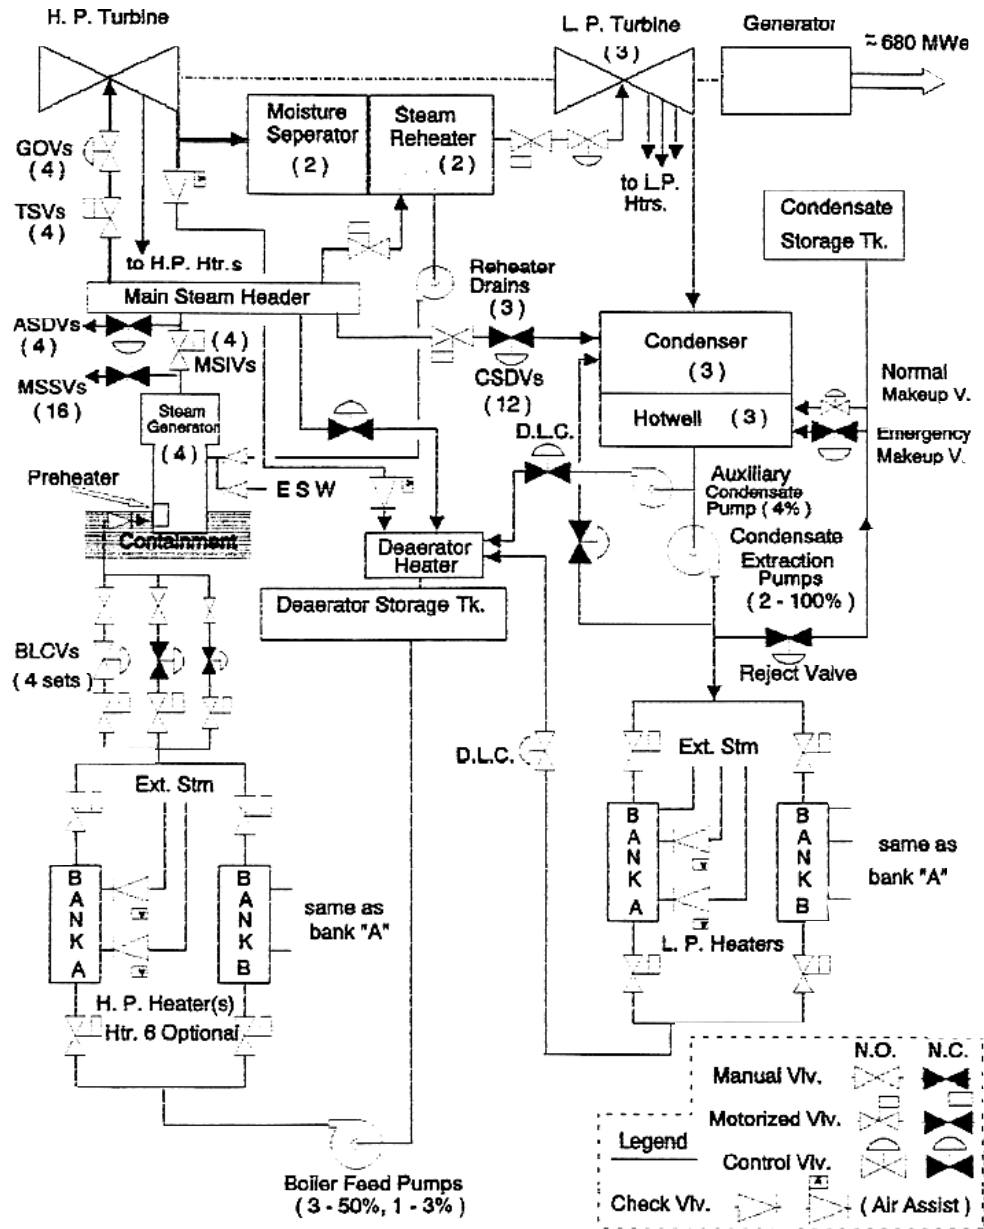 H. P. Turbine
L. P. Turbine
( 3 )
Generator
≈ 680 MWe
Moisture
Seperator
( 2 )
Steam
Reheater
( 2 )
GOVs
( 4 )
TSVs
( 4 )
to L.P.
Htrs.
Condensate
Storage Tk.
to H.P. Htr.s
Main Steam Header
Reheater
Drains
( 3 )
ASDVs
( 4 )
( 4 )
MSIVs
MSSVs
( 16 )
CSDVs
( 12 )
Condenser
( 3 )
Hotwell ( 3 )
Normal
Makeup V.
Emergency
Makeup V.
Steam
Generator
( 4 )
D.L.C.
Preheater
E S W
Auxiliary
Condensate
Pump ( 4% )
Containment
Deaerator
Heater
Condensate
Extraction
Pumps
( 2 - 100% )
Deaerator Storage Tk.
BLCVs
( 4 sets )
Reject Valve
D.L.C.
Ext. Stm
Ext. Stm
BANK A
BANK B
same as
bank "A"
L. P. Heaters
BANK A
BANK B
same as
bank "A"
H. P. Heater(s)
Htr. 6 Optional
Boiler Feed Pumps
( 3 - 50%, 1 - 3% )
N.O. N.C.
Manual Vlv.
Motorized Vlv.
Legend
Control Vlv.
Check Vlv. ( Air Assist )